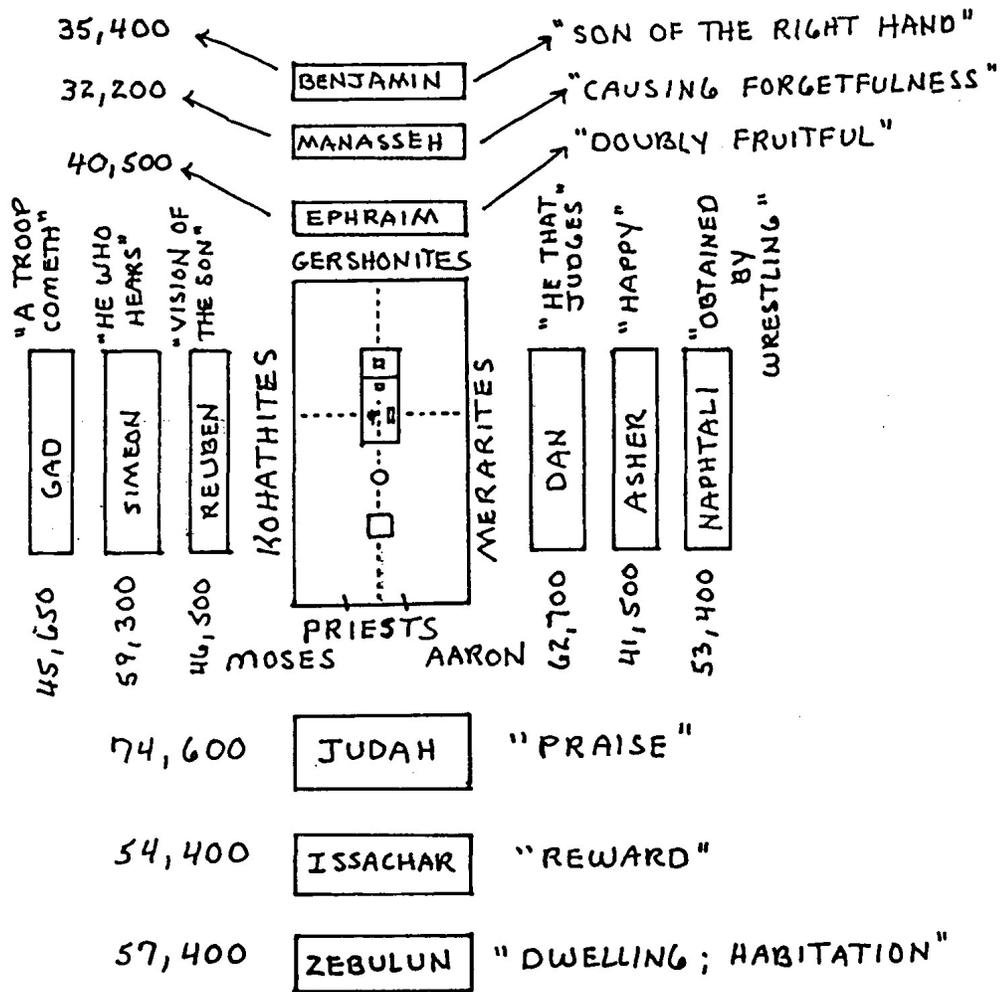 35,400
"SON OF THE RIGHT HAND"
BENJAMIN
32,200
"CAUSING FORGETFULNESS"
MANASSEH
40,500
"DOUBLY FRUITFUL"
EPHRAIM
GERSHONITES
"A TROOP
COMETH"
"HE WHO
HEARS"
"VISION OF
THE SON"
"HE THAT
JUDGES"
"HAPPY"
"OBTAINED
BY
WRESTLING"
GAD
SIMEON
REUBEN
KOHATHITES
MERARITES
DAN
ASHER
NAPHTALI
45,650
59,300
46,500
PRIESTS
MOSES
AARON
62,700
41,500
53,400
74,600
JUDAH
"PRAISE"
54,400
ISSACHAR
"REWARD"
57,400
ZEBULUN
"DWELLING; HABITATION"